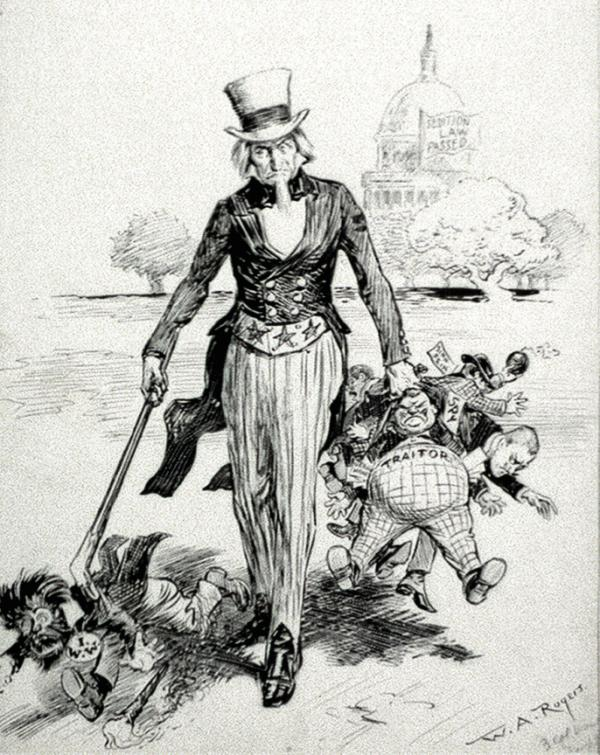 SEDITION
LAW
PASSED
SPY
TRAITOR
I.
W.W.
W. A. Rogers.